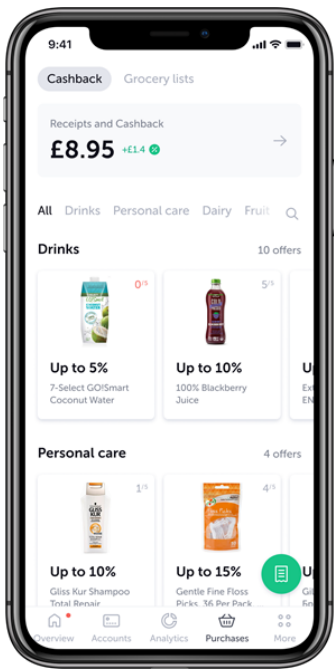 9:41
Cashback Grocery lists
Receipts and Cashback
£8.95 +£1.4
All Drinks Personal care Dairy Fruit
Drinks 10 offers
0/5 5/5
Up to 5% Up to 10%
7-Select GO!Smart 100% Blackberry
Coconut Water Juice
Personal care 4 offers
1/5 4/5
GLISS
KUR
Up to 10% Up to 15%
Gliss Kur Shampoo Gentle Fine Floss
Total Repair Picks, 36 Per Pack
Overview Accounts Analytics Purchases More